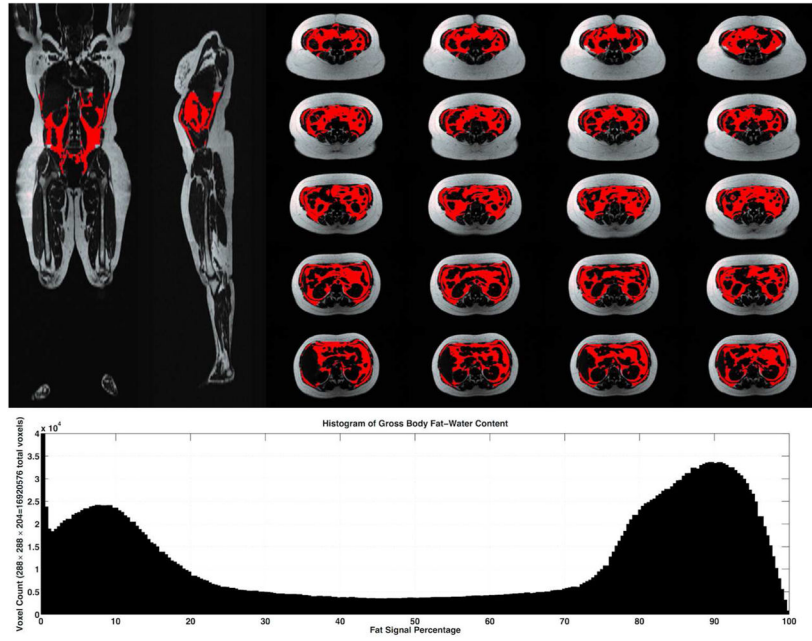 Histogram of Gross Body Fat−Water Content
x 10⁴
Voxel Count (288 × 288 × 204=16920576 total voxels)
4
3.5
3
2.5
2
1.5
1
0.5
0
0 10 20 30 40 50 60 70 80 90 100
Fat Signal Percentage